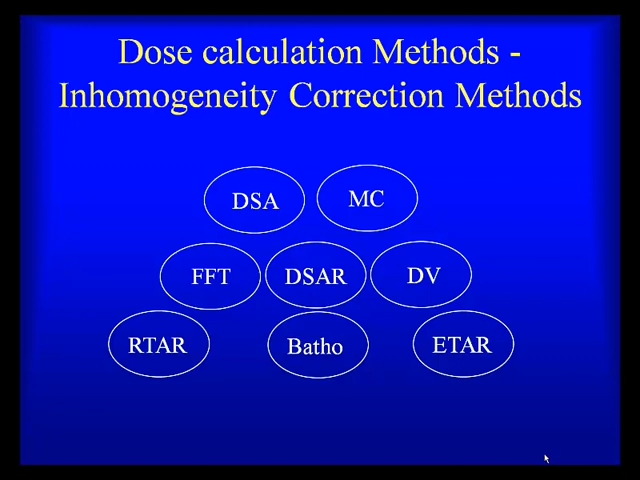 Dose calculation Methods -
Inhomogeneity Correction Methods
DSA MC
FFT DSAR DV
RTAR Batho ETAR